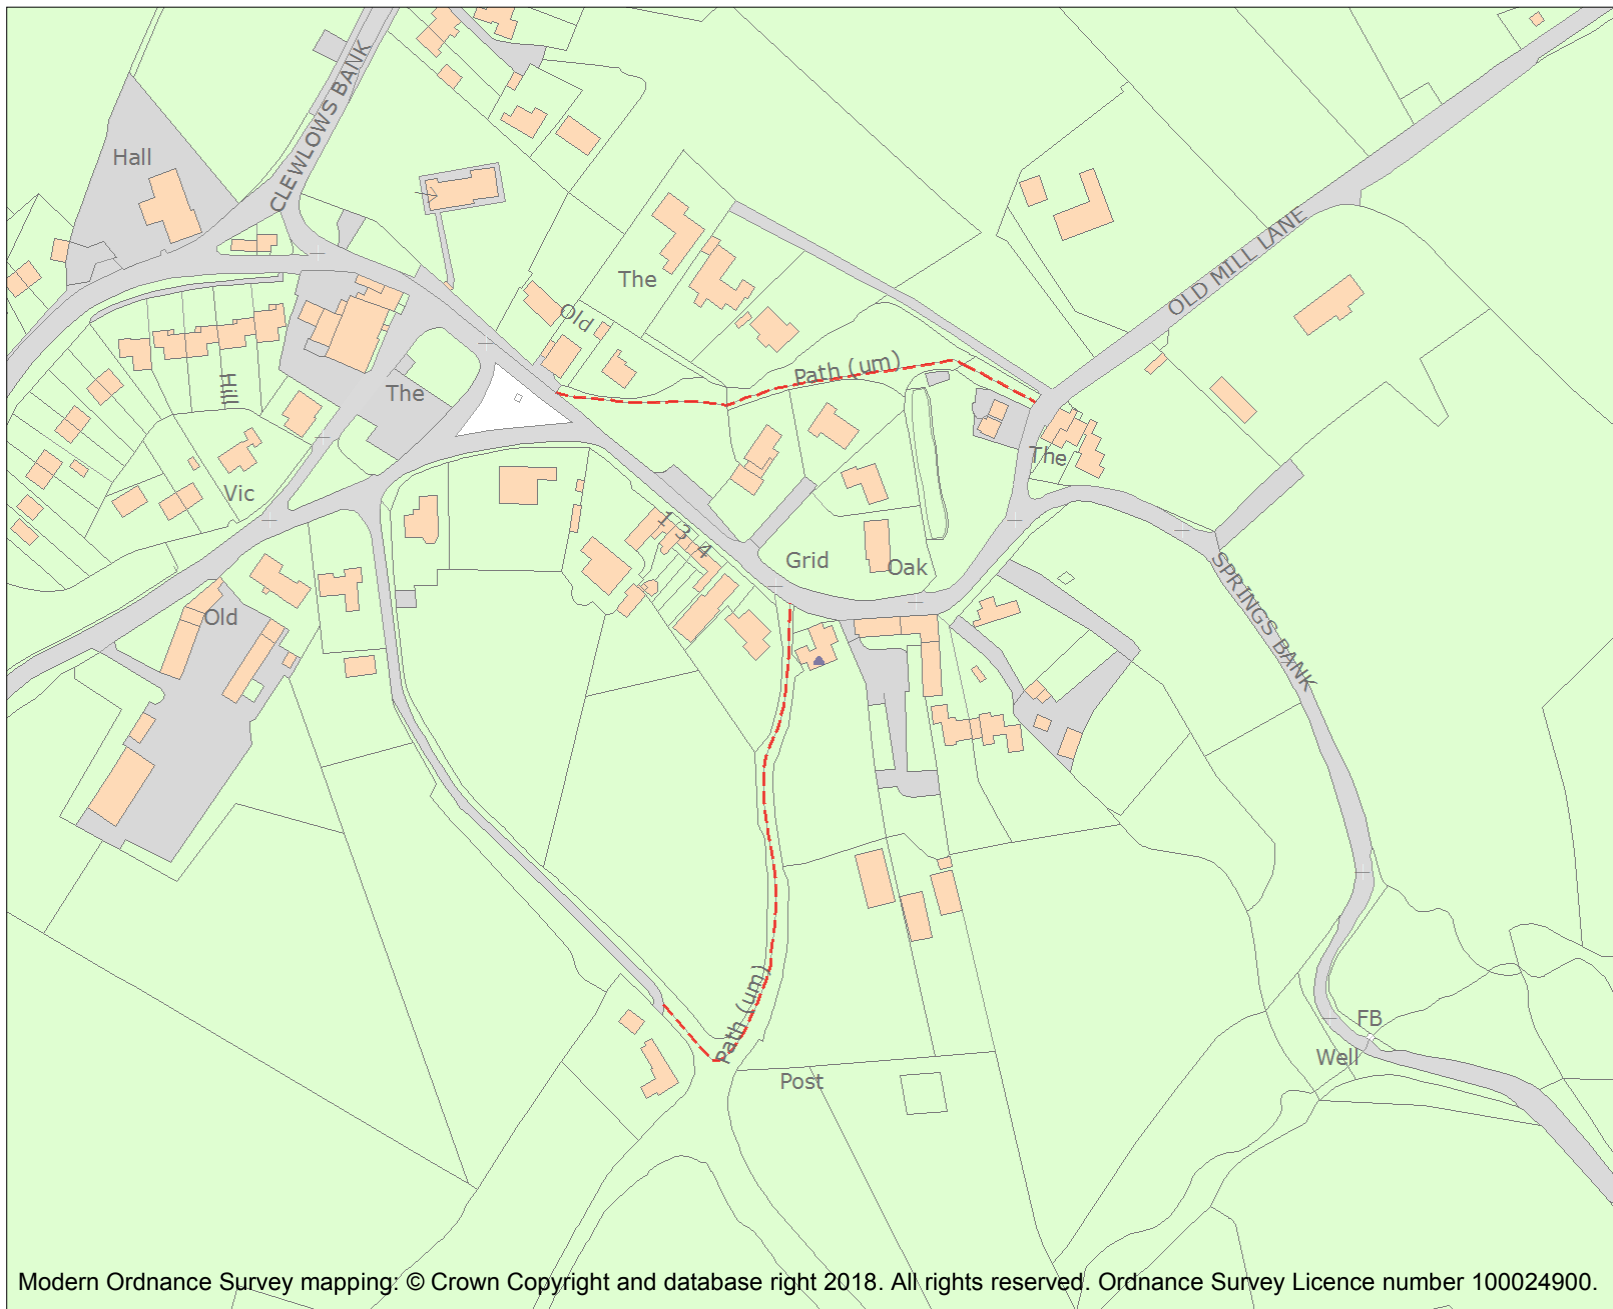 CLEWLOWS BANK
Hall
The
Old
OLD MILL LANE
Path (um)
Hill
The
The
Vic
1 3 4
Grid
Oak
SPRINGS BANK
Old
Path (um)
FB
Well
Post
Modern Ordnance Survey mapping: © Crown Copyright and database right 2018. All rights reserved. Ordnance Survey Licence number 100024900.